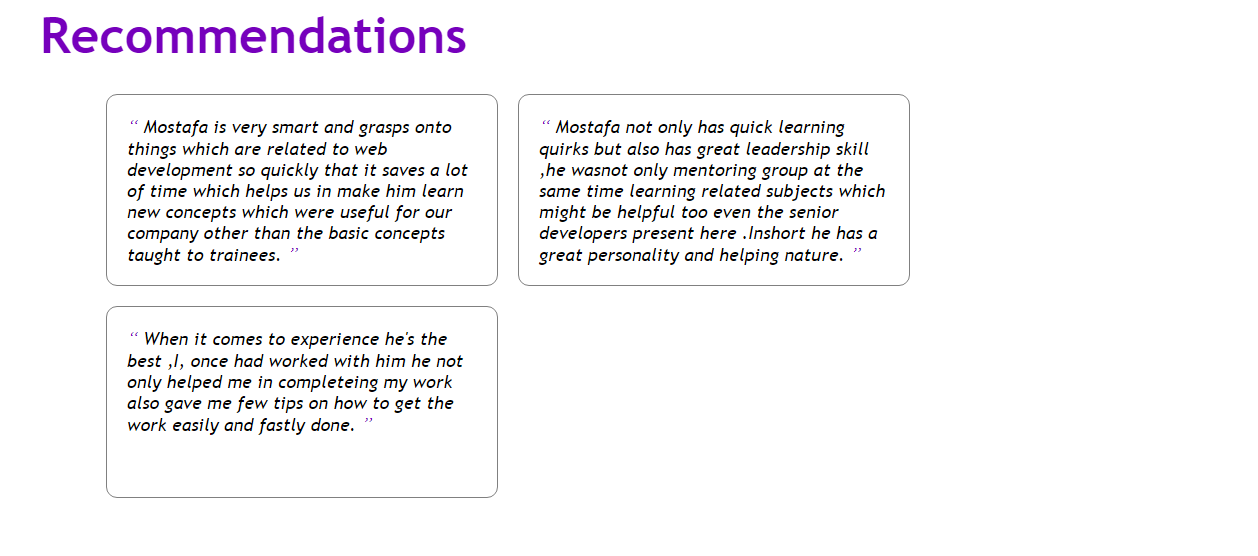 Recommendations
“ Mostafa is very smart and grasps onto
things which are related to web
development so quickly that it saves a lot
of time which helps us in make him learn
new concepts which were useful for our
company other than the basic concepts
taught to trainees. ”
“ Mostafa not only has quick learning
quirks but also has great leadership skill
,he wasnot only mentoring group at the
same time learning related subjects which
might be helpful too even the senior
developers present here .Inshort he has a
great personality and helping nature. ”
“ When it comes to experience he's the
best ,I, once had worked with him he not
only helped me in completeing my work
also gave me few tips on how to get the
work easily and fastly done. ”